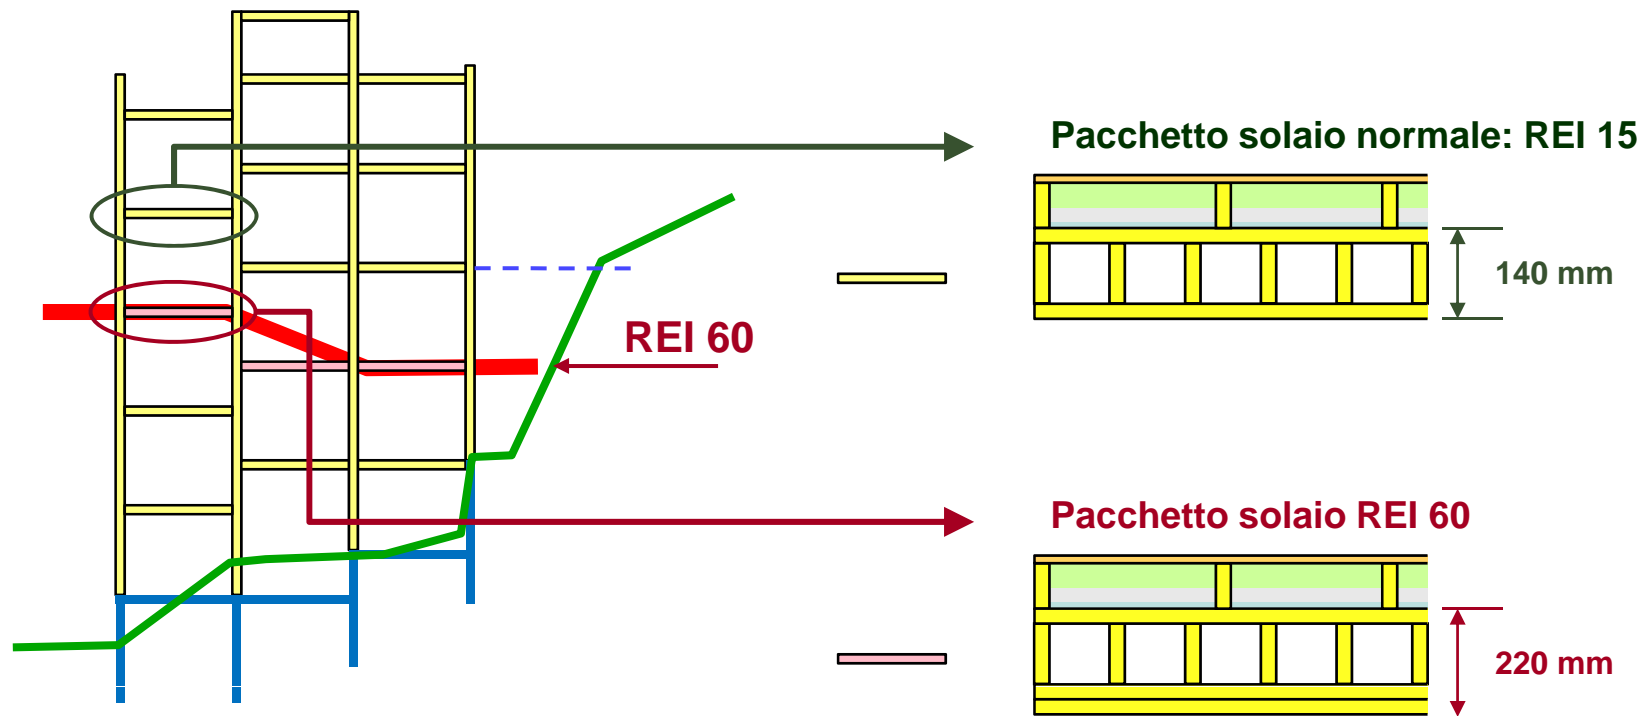 Pacchetto solaio normale: REI 15
140 mm
REI 60
Pacchetto solaio REI 60
220 mm